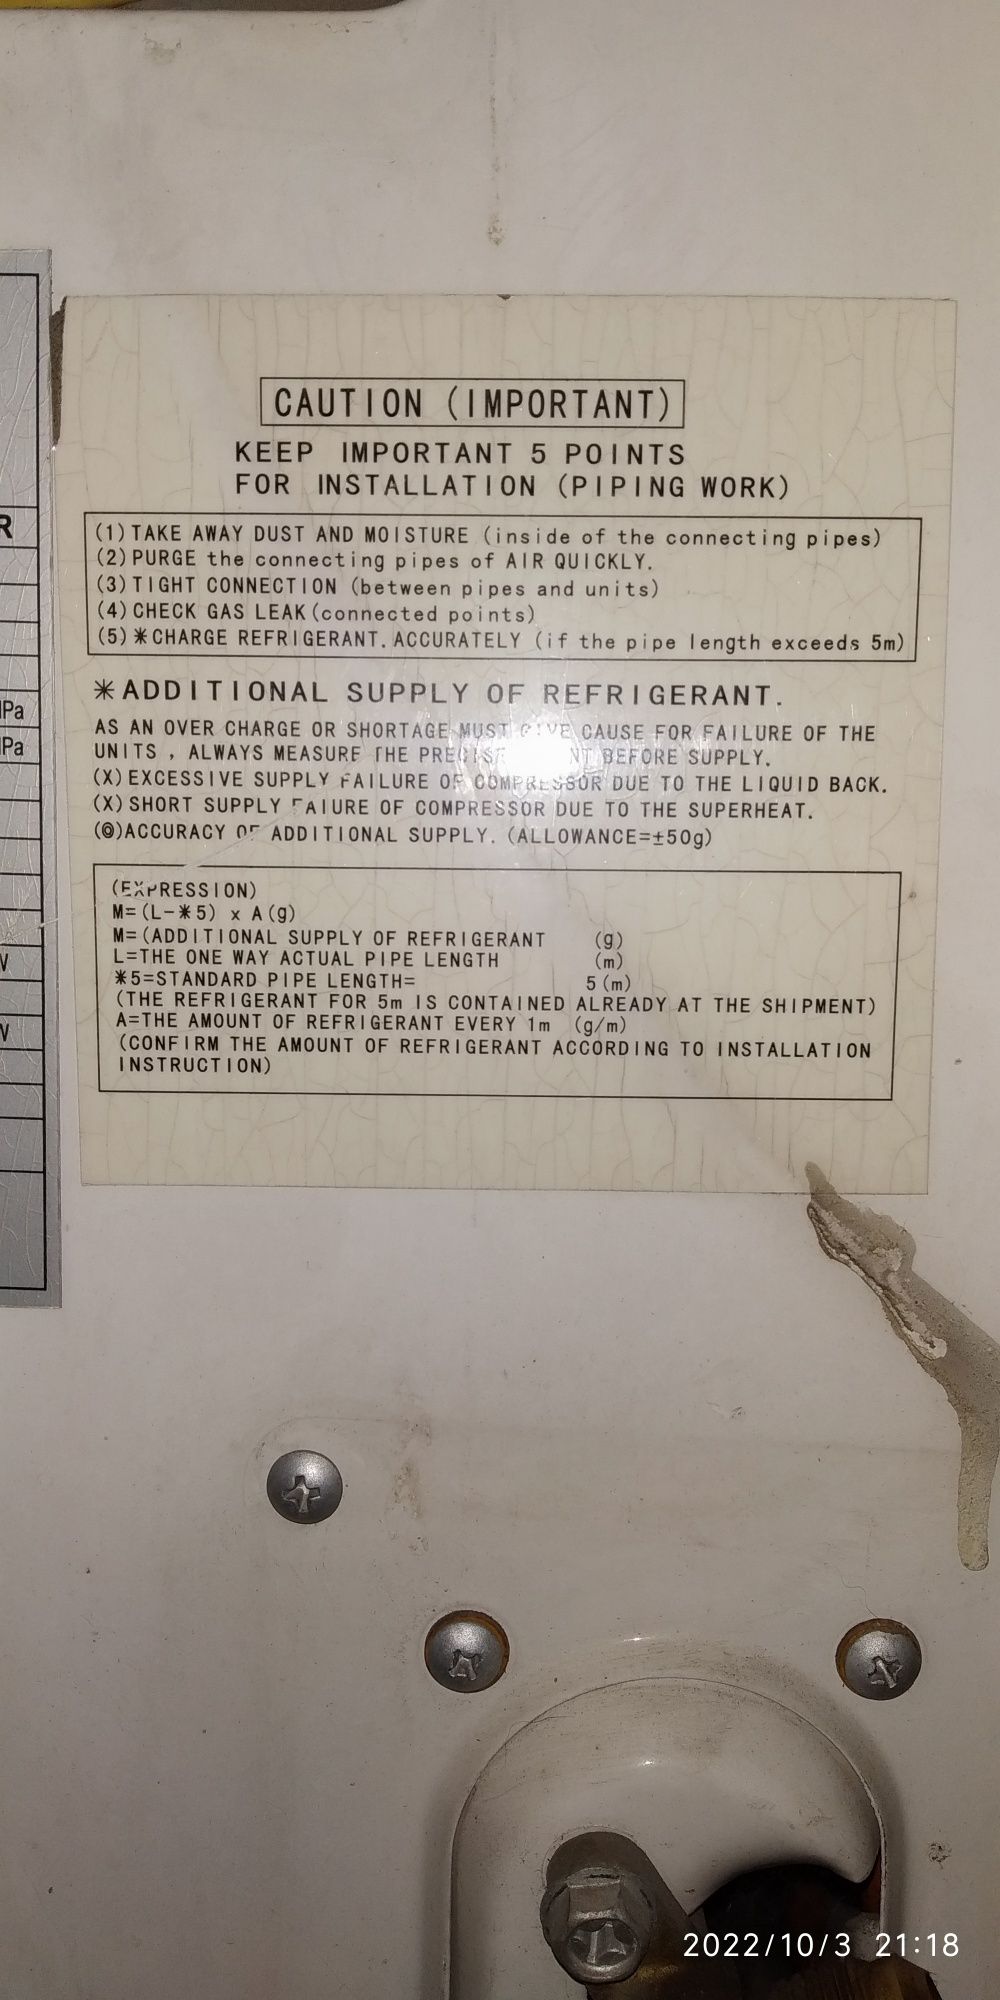 CAUTION (IMPORTANT)
KEEP IMPORTANT 5 POINTS
FOR INSTALLATION (PIPING WORK)
(1) TAKE AWAY DUST AND MOISTURE (inside of the connecting pipes)
(2) PURGE the connecting pipes of AIR QUICKLY.
(3) TIGHT CONNECTION (between pipes and units)
(4) CHECK GAS LEAK (connected points)
(5) ✳CHARGE REFRIGERANT. ACCURATELY (if the pipe length exceeds 5m)
✳ADDITIONAL SUPPLY OF REFRIGERANT.
AS AN OVER CHARGE OR SHORTAGE MUST GIVE CAUSE FOR FAILURE OF THE
UNITS , ALWAYS MEASURE THE BEFORE SUPPLY.
(X) EXCESSIVE SUPPLY FAILURE OF COMPRESSOR DUE TO THE LIQUID BACK.
(X) SHORT SUPPLY FAIURE OF COMPRESSOR DUE TO THE SUPERHEAT.
(◎) ACCURACY OF ADDITIONAL SUPPLY. (ALLOWANCE=±50g)
(EXPRESSION)
M=(L-✳5) x A(g)
M=(ADDITIONAL SUPPLY OF REFRIGERANT (g)
L=THE ONE WAY ACTUAL PIPE LENGTH (m)
✳5=STANDARD PIPE LENGTH= 5(m)
(THE REFRIGERANT FOR 5m IS CONTAINED ALREADY AT THE SHIPMENT)
A=THE AMOUNT OF REFRIGERANT EVERY 1m (g/m)
(CONFIRM THE AMOUNT OF REFRIGERANT ACCORDING TO INSTALLATION
INSTRUCTION)
2022/10/3 21:18